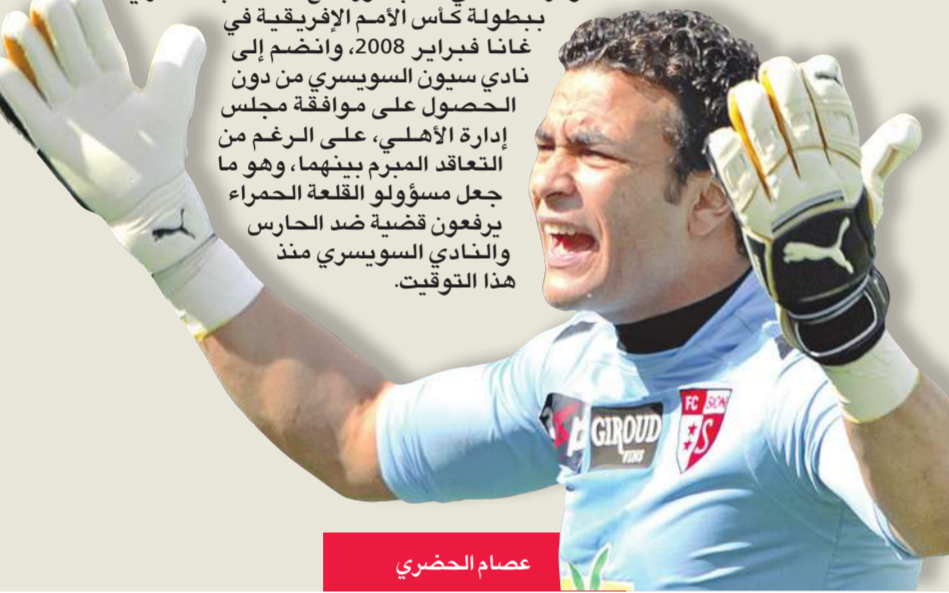 ببطولة كأس الأمم الإفريقية في
غانا فبراير 2008، وانضم إلى
نادي سيون السويسري من دون
الحصول على موافقة مجلس
إدارة الأهلي، على الرغم من
التعاقد المبرم بينهما، وهو ما
جعل مسؤولو القلعة الحمراء
يرفعون قضية ضد الحارس
والنادي السويسري منذ
هذا التوقيت.
GIROUD
VINS
FC SION
عصام الحضري